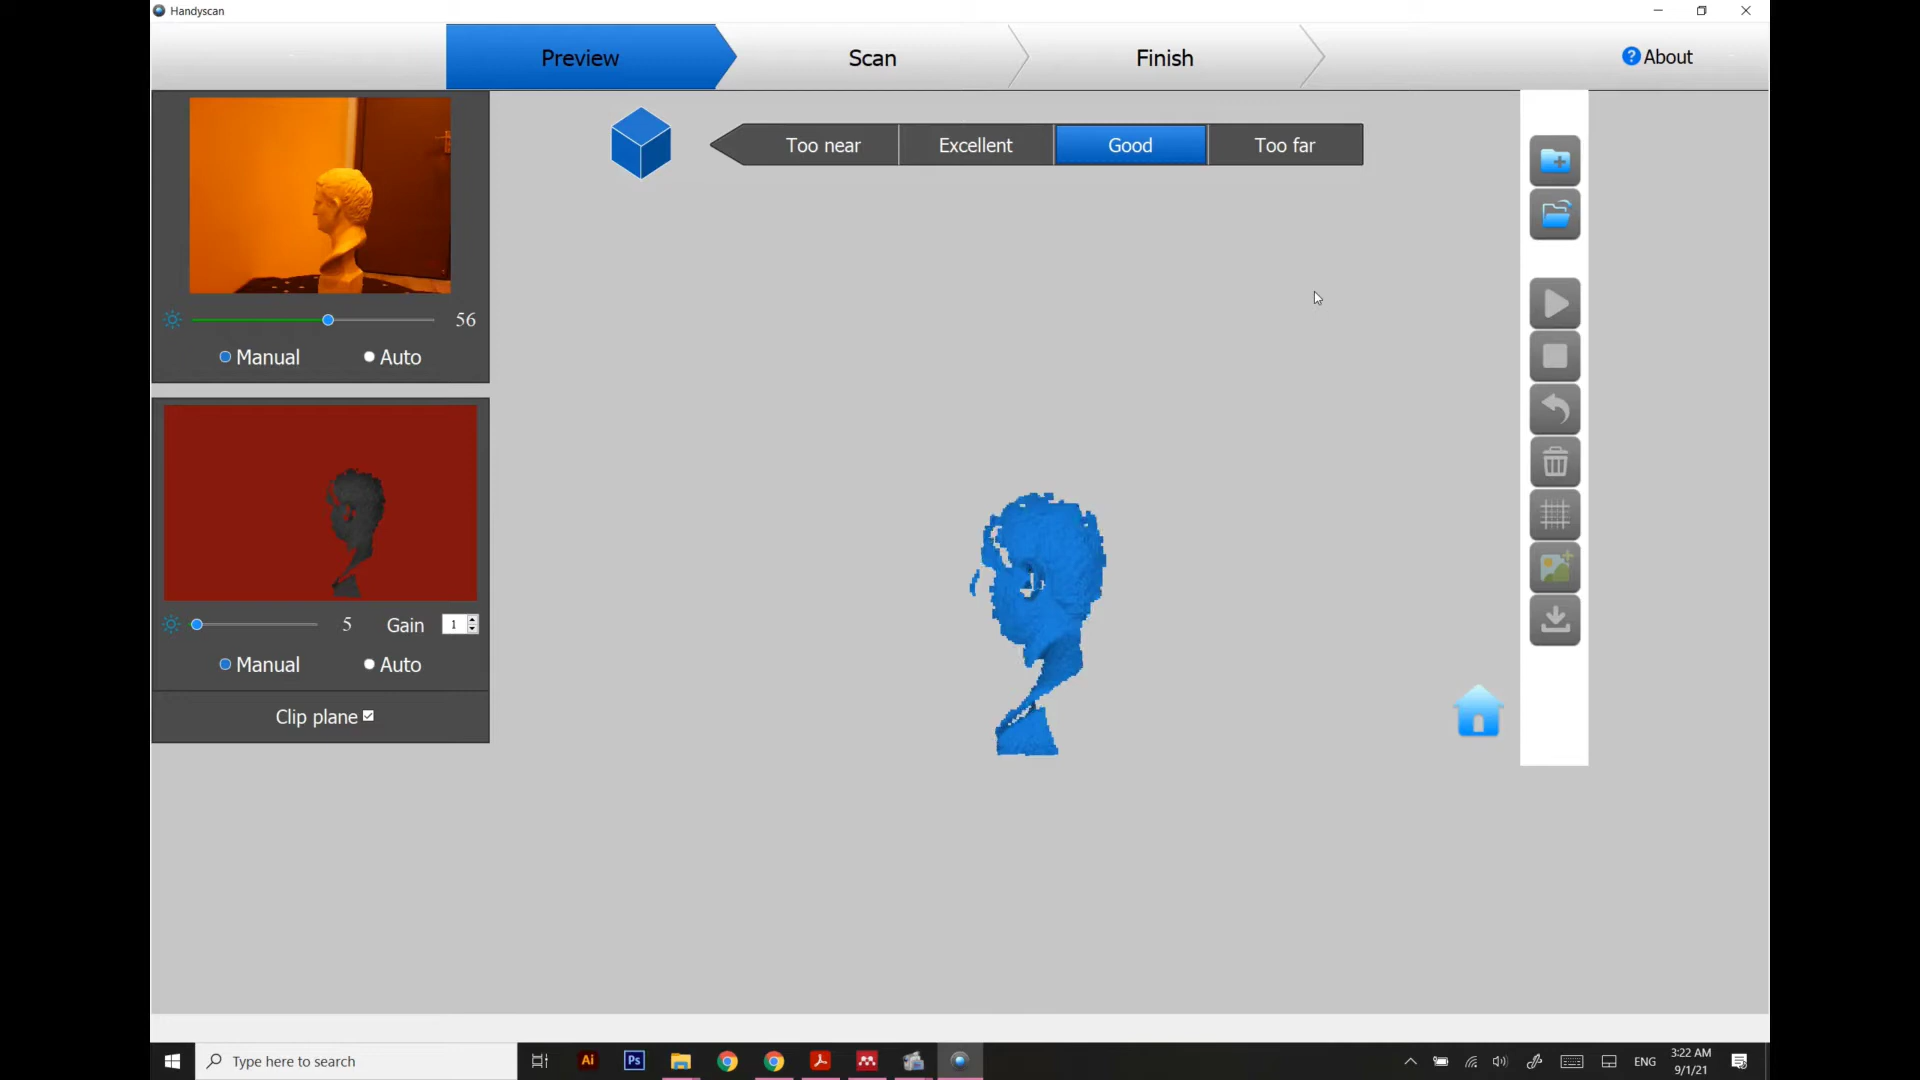 Handyscan
Preview
Scan
Finish
? About
Too near
Excellent
Good
Too far
56
Manual
Auto
5
Gain
1
Manual
Auto
Clip plane
Type here to search
Ai
Ps
ENG
3:22 AM
9/1/21